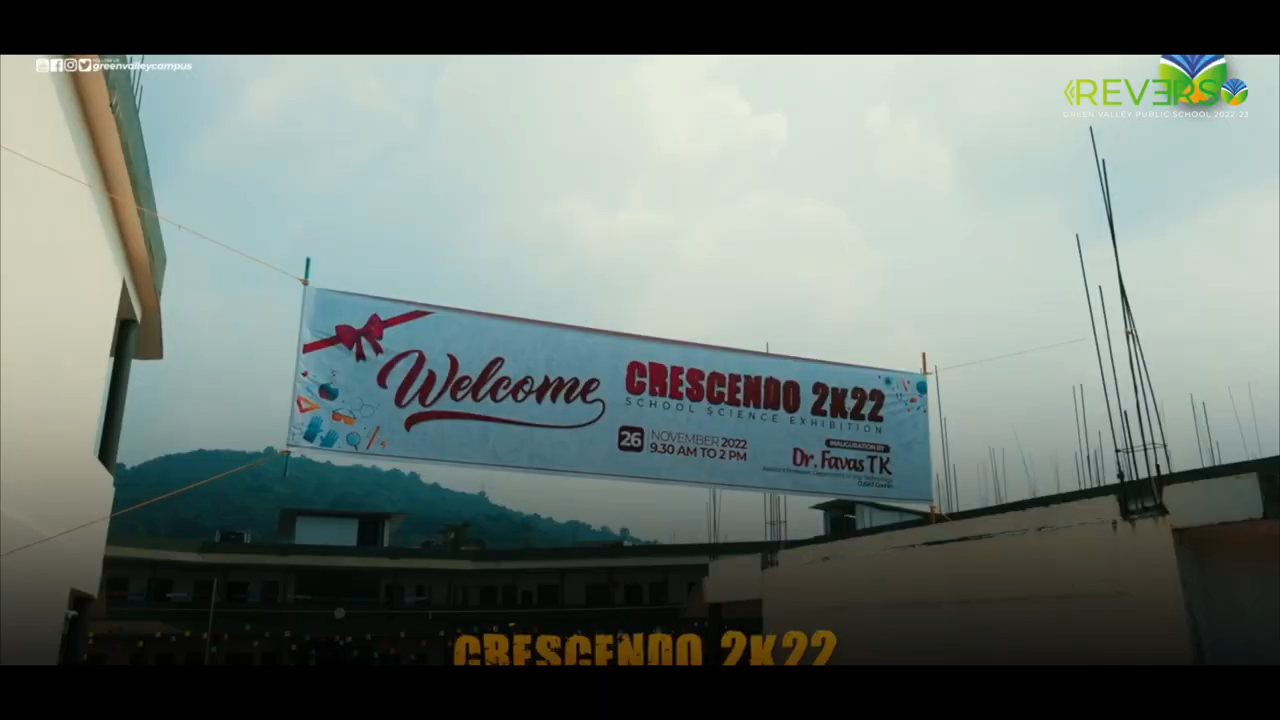 greenvalleycampus
REVERSO
GREEN VALLEY PUBLIC SCHOOL 2022-23
Welcome
CRESCENDO 2K22
SCHOOL SCIENCE EXHIBITION
26 NOVEMBER 2022
9.30 AM TO 2 PM
INAUGURATION BY
Dr. Favas TK
CRESCENDO 2K22